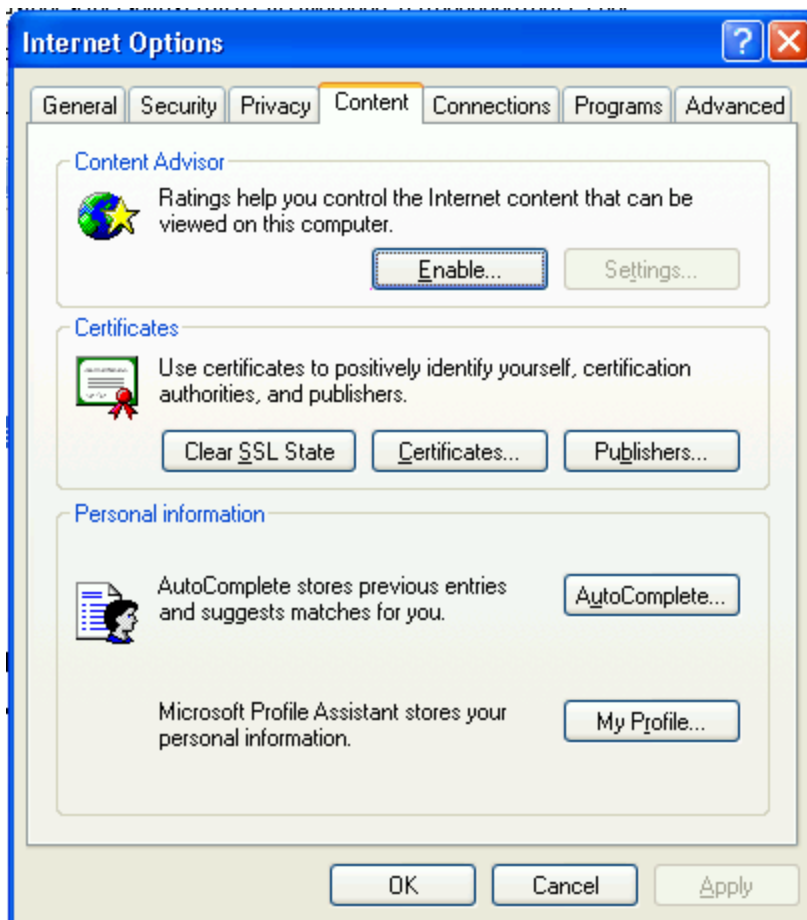 Internet Options
General Security Privacy Content Connections Programs Advanced
Content Advisor
Ratings help you control the Internet content that can be
viewed on this computer.
Enable... Settings...
Certificates
Use certificates to positively identify yourself, certification
authorities, and publishers.
Clear SSL State Certificates... Publishers...
Personal information
AutoComplete stores previous entries
and suggests matches for you.
AutoComplete...
Microsoft Profile Assistant stores your
personal information.
My Profile...
OK Cancel Apply